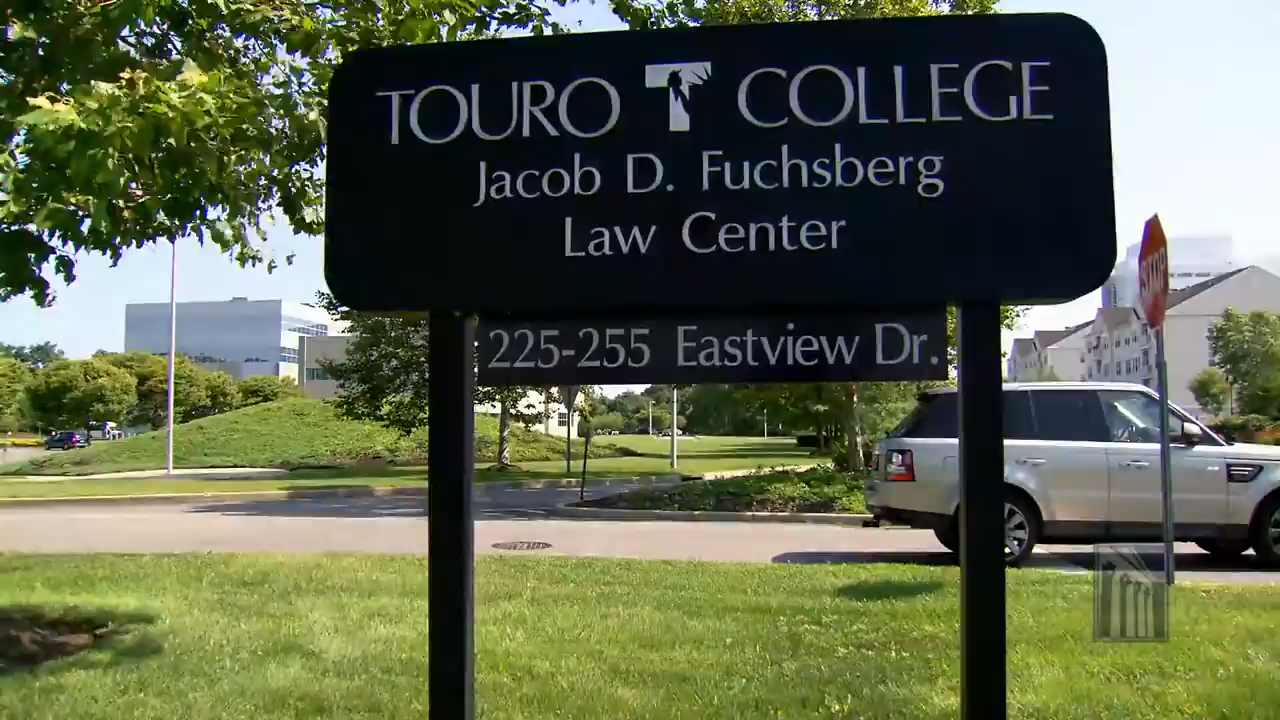 TOURO T COLLEGE
Jacob D. Fuchsberg
Law Center
225-255 Eastview Dr.
STOP